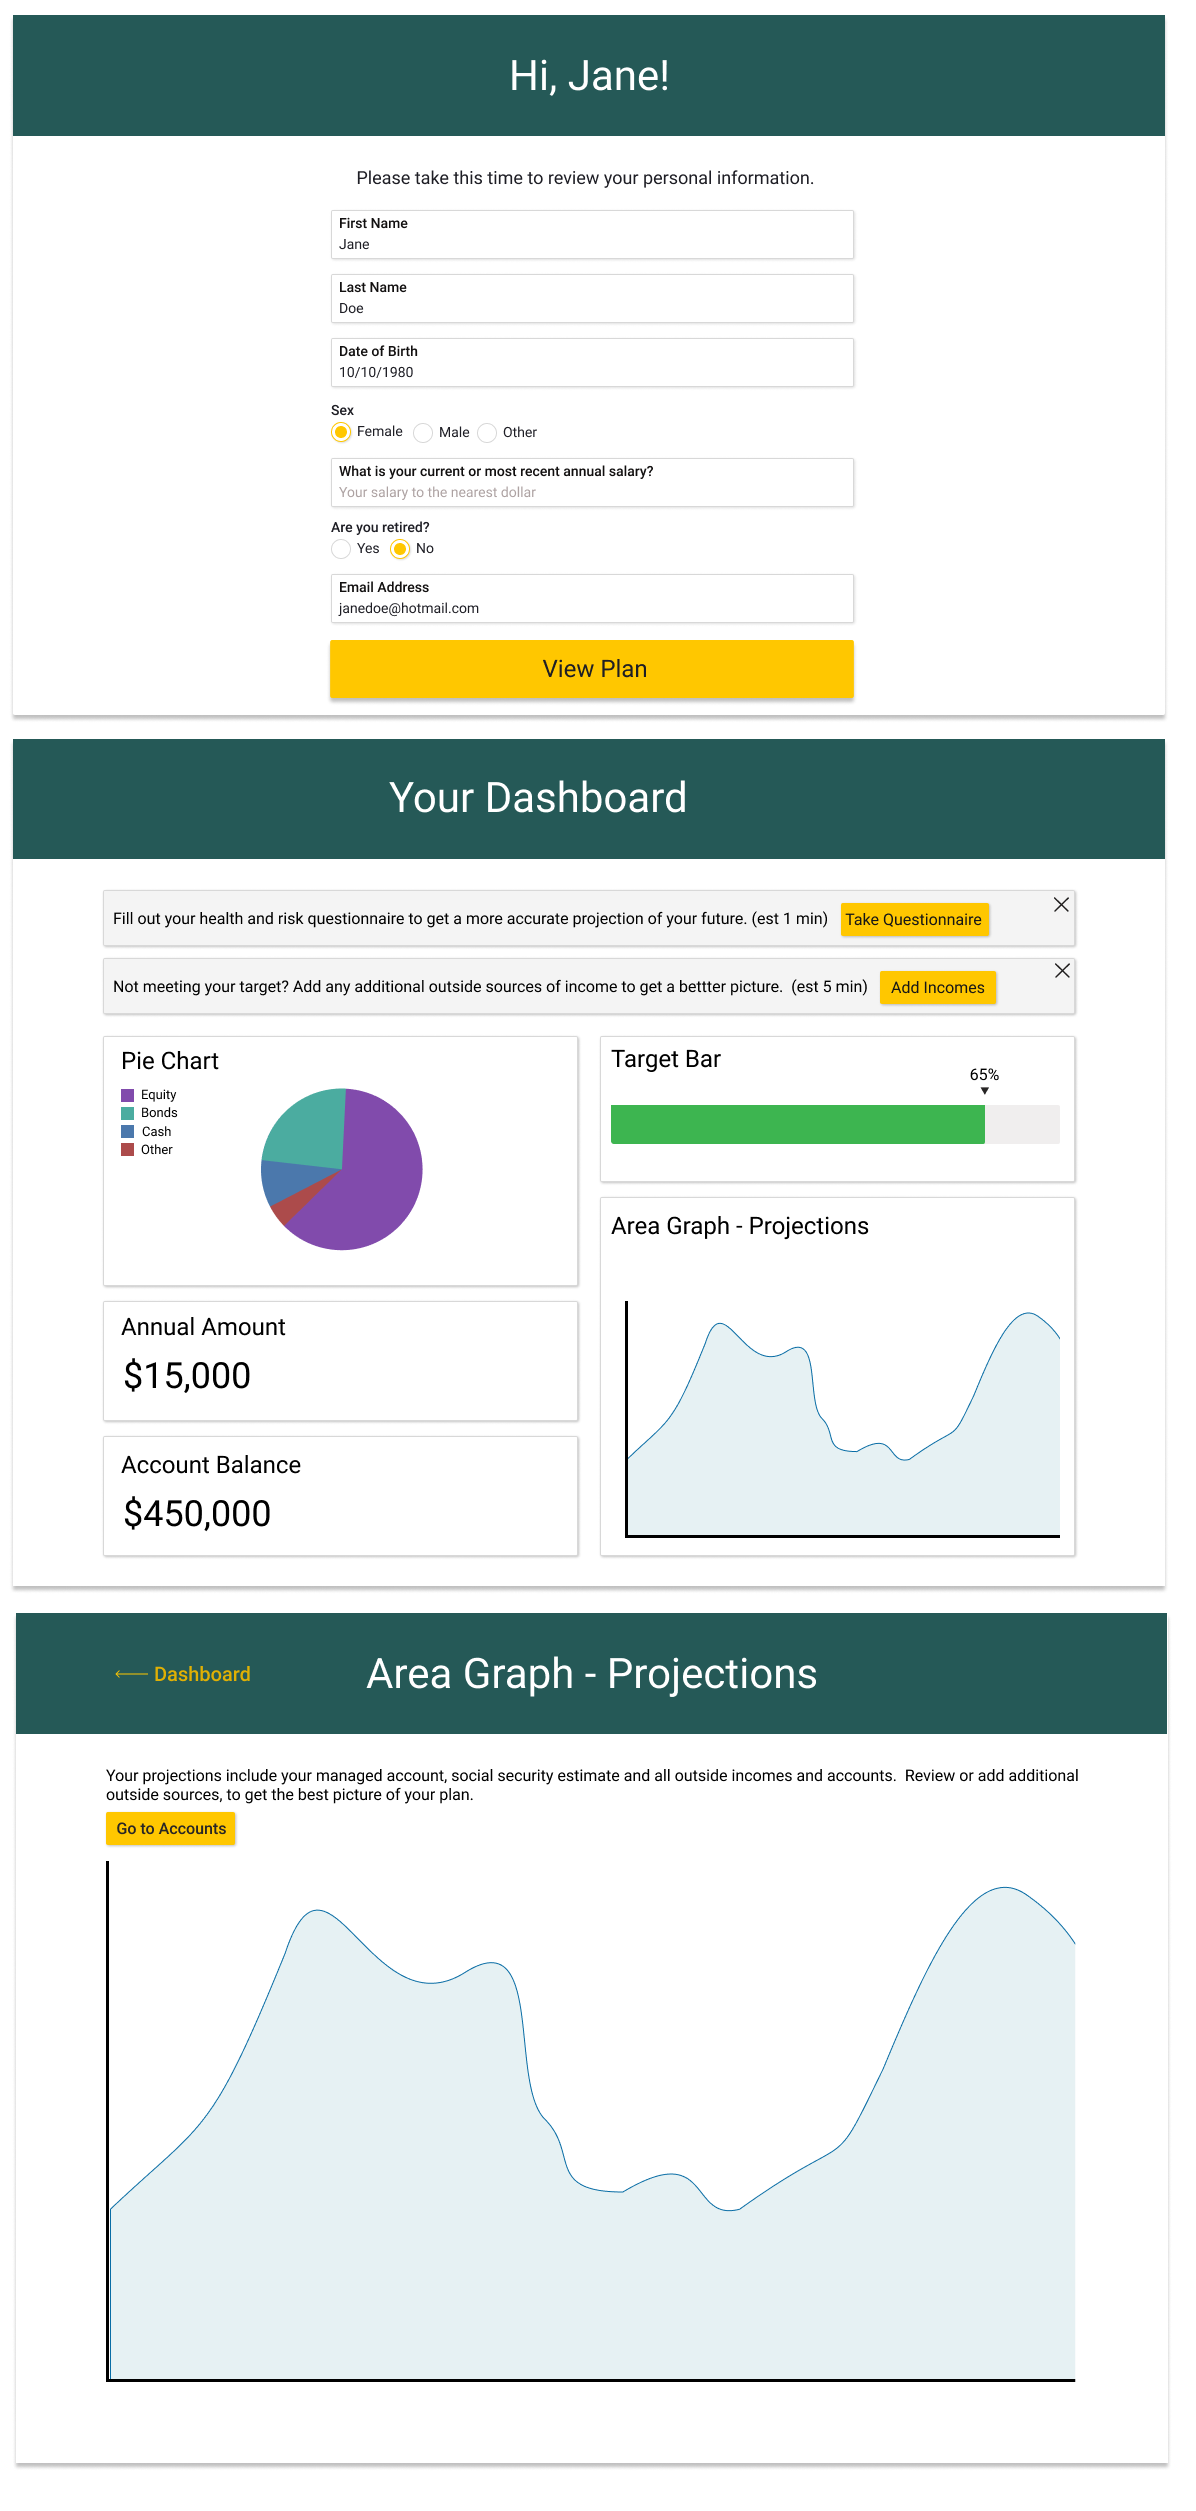 Hi, Jane!
Please take this time to review your personal information.
First Name
Jane
Last Name
Doe
Date of Birth
10/10/1980
Sex
Female Male Other
What is your current or most recent annual salary?
Your salary to the nearest dollar
Are you retired?
Yes No
Email Address
janedoe@hotmail.com
View Plan
Your Dashboard
Fill out your health and risk questionnaire to get a more accurate projection of your future. (est 1 min) Take Questionnaire
Not meeting your target? Add any additional outside sources of income to get a bettter picture. (est 5 min) Add Incomes
Pie Chart
Equity
Bonds
Cash
Other
Target Bar
65%
Area Graph - Projections
Annual Amount
$15,000
Account Balance
$450,000
Dashboard
Area Graph - Projections
Your projections include your managed account, social security estimate and all outside incomes and accounts. Review or add additional
outside sources, to get the best picture of your plan.
Go to Accounts